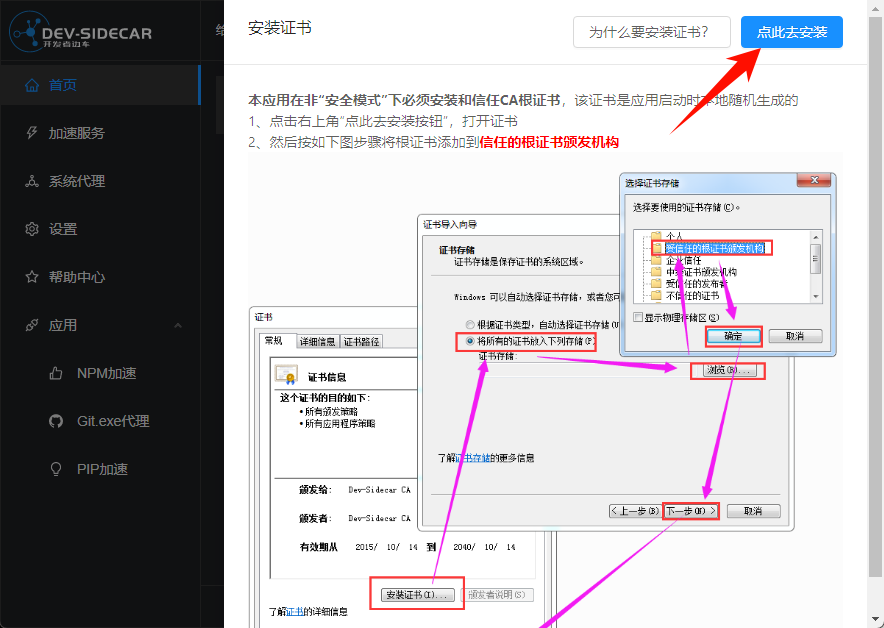 DEV-SIDECAR
开发者边车
首页
加速服务
系统代理
设置
帮助中心
应用
NPM加速
Git.exe代理
PIP加速
安装证书
为什么要安装证书?
点此去安装
本应用在非“安全模式”下必须安装和信任CA根证书，该证书是应用启动时本地随机生成的
1、点击右上角“点此去安装按钮”，打开证书
2、然后按如下图步骤将根证书添加到信任的根证书颁发机构
选择证书存储
选择要使用的证书存储(C)。
个人
受信任的根证书颁发机构
企业信任
中级证书颁发机构
受信任的发布者
不信任的证书
显示物理存储区(S)
确定
取消
证书导入向导
证书存储
证书存储是保存证书的系统区域。
Windows 可以自动选择证书存储，或者您可
根据证书类型，自动选择证书存储(U)
将所有的证书放入下列存储(P)
证书存储:
浏览(R)...
了解证书存储的更多信息
< 上一步(B)
下一步(N) >
取消
证书
常规
详细信息
证书路径
证书信息
这个证书的目的如下:
•所有颁发策略
•所有应用程序策略
颁发给: Dev-Sidecar CA
颁发者: Dev-Sidecar CA
有效期从 2015/ 10/ 14 到 2040/ 10/ 14
安装证书(I)...
颁发者说明(S)
了解证书的详细信息